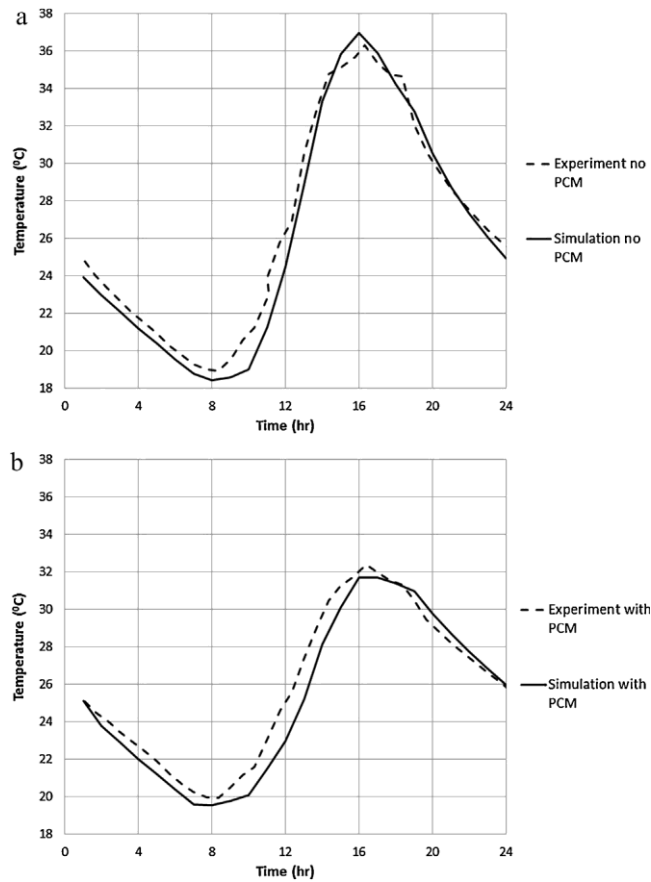 a
38
36
34
32
30
28
26
24
22
20
18
Temperature (⁰C)
0 4 8 12 16 20 24
Time (hr)
Experiment no
PCM
Simulation no
PCM
b
38
36
34
32
30
28
26
24
22
20
18
Temperature (⁰C)
0 4 8 12 16 20 24
Time (hr)
Experiment with
PCM
Simulation with
PCM